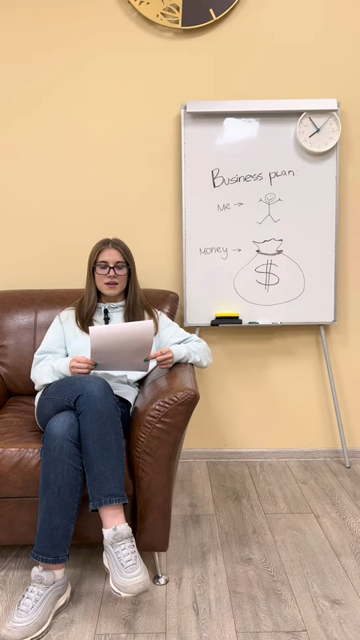 Business plan
Me →
Money →
$